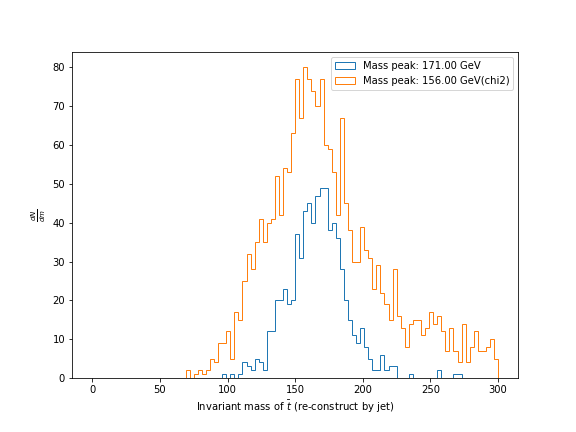 Mass peak: 171.00 GeV
Mass peak: 156.00 GeV(chi2)
80
70
60
50
40
30
20
10
0
dN/dm
0 50 100 150 200 250 300
Invariant mass of t̄ (re-construct by jet)